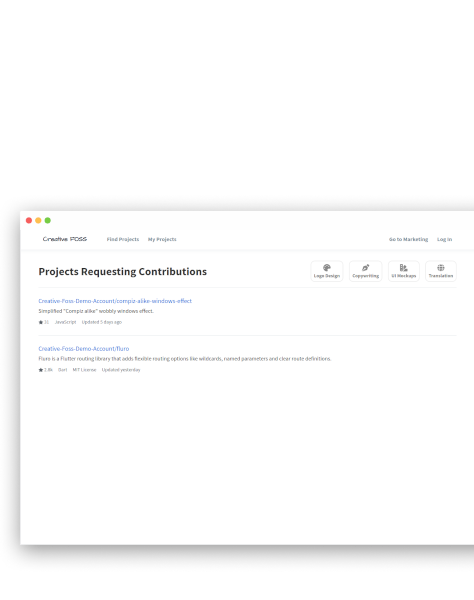 Creative FOSS
Find Projects
My Projects
Go to Marketing
Log In
Projects Requesting Contributions
Logo Design
Copywriting
UI Mockups
Translation
Creative-Foss-Demo-Account/compiz-alike-windows-effect
Simplified "Compiz alike" wobbly windows effect.
31 JavaScript Updated 3 days ago
Creative-Foss-Demo-Account/fluro
Fluro is a Flutter routing library that adds flexible routing options like wildcards, named parameters and clear route definitions.
2.9k Dart MIT License Updated yesterday